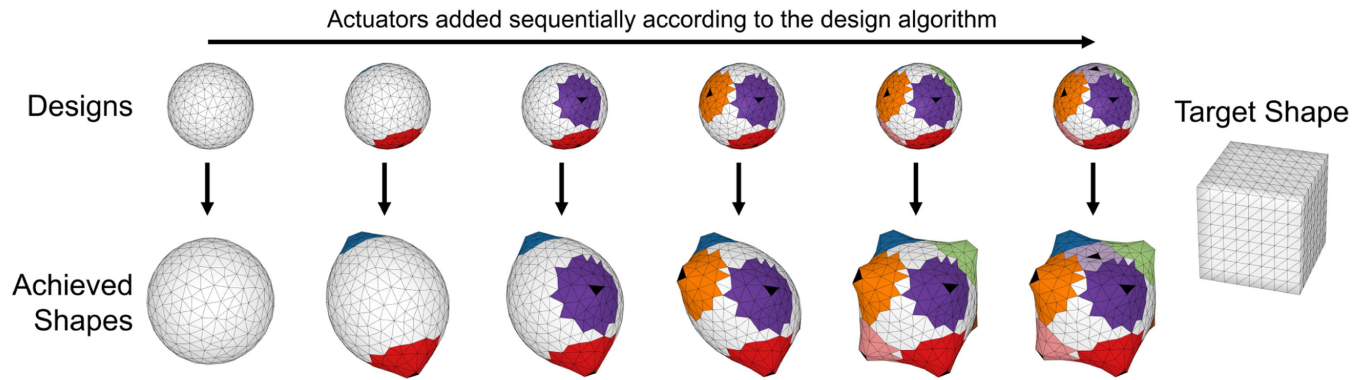 Actuators added sequentially according to the design algorithm
Designs
Target Shape
Achieved
Shapes